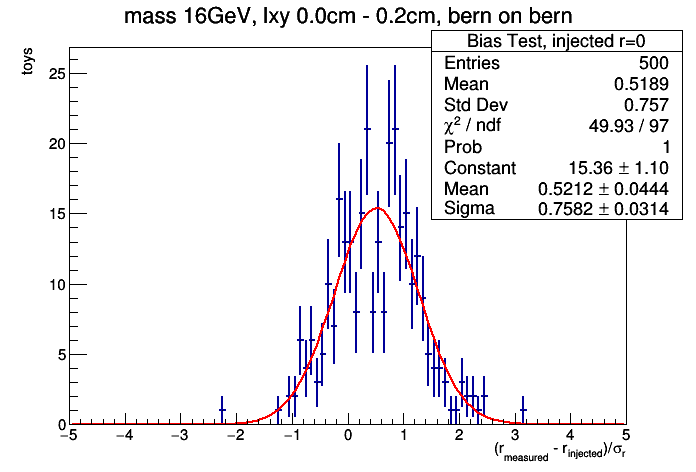 mass 16GeV, lxy 0.0cm - 0.2cm, bern on bern
Bias Test, injected r=0
Entries 500
Mean 0.5189
Std Dev 0.757
χ² / ndf 49.93 / 97
Prob 1
Constant 15.36 ± 1.10
Mean 0.5212 ± 0.0444
Sigma 0.7582 ± 0.0314
toys
25
20
15
10
5
0
−5 −4 −3 −2 −1 0 1 2 3 4 5
(r_measured - r_injected)/σ_r